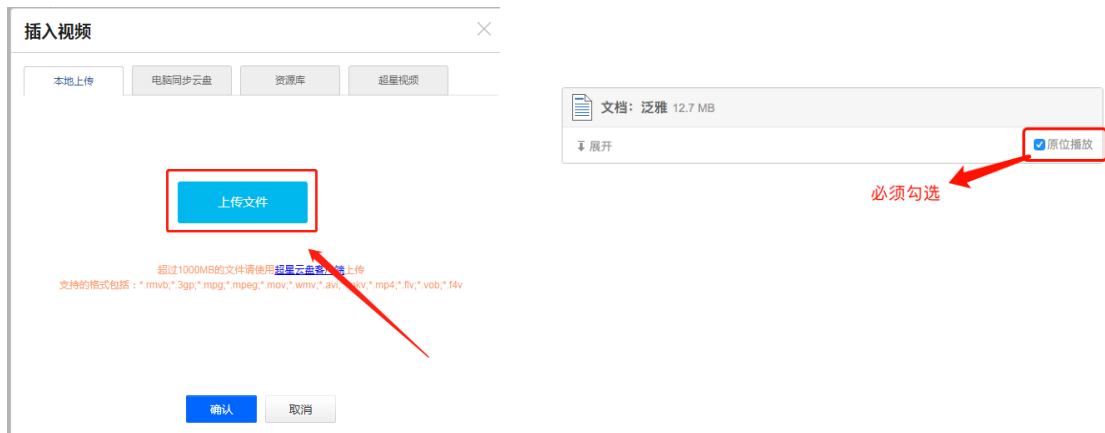 插入视频
本地上传
电脑同步云盘
资源库
超星视频
上传文件
超过1000MB的文件请使用超星云盘客户端上传
支持的格式包括：*.rmvb;*.3gp;*.mpg;*.mpeg;*.mov;*.wmv;*.avi;*.mkv;*.mp4;*.flv;*.vob;*.f4v
确认
取消
文档：泛雅 12.7 MB
展开
原位播放
必须勾选